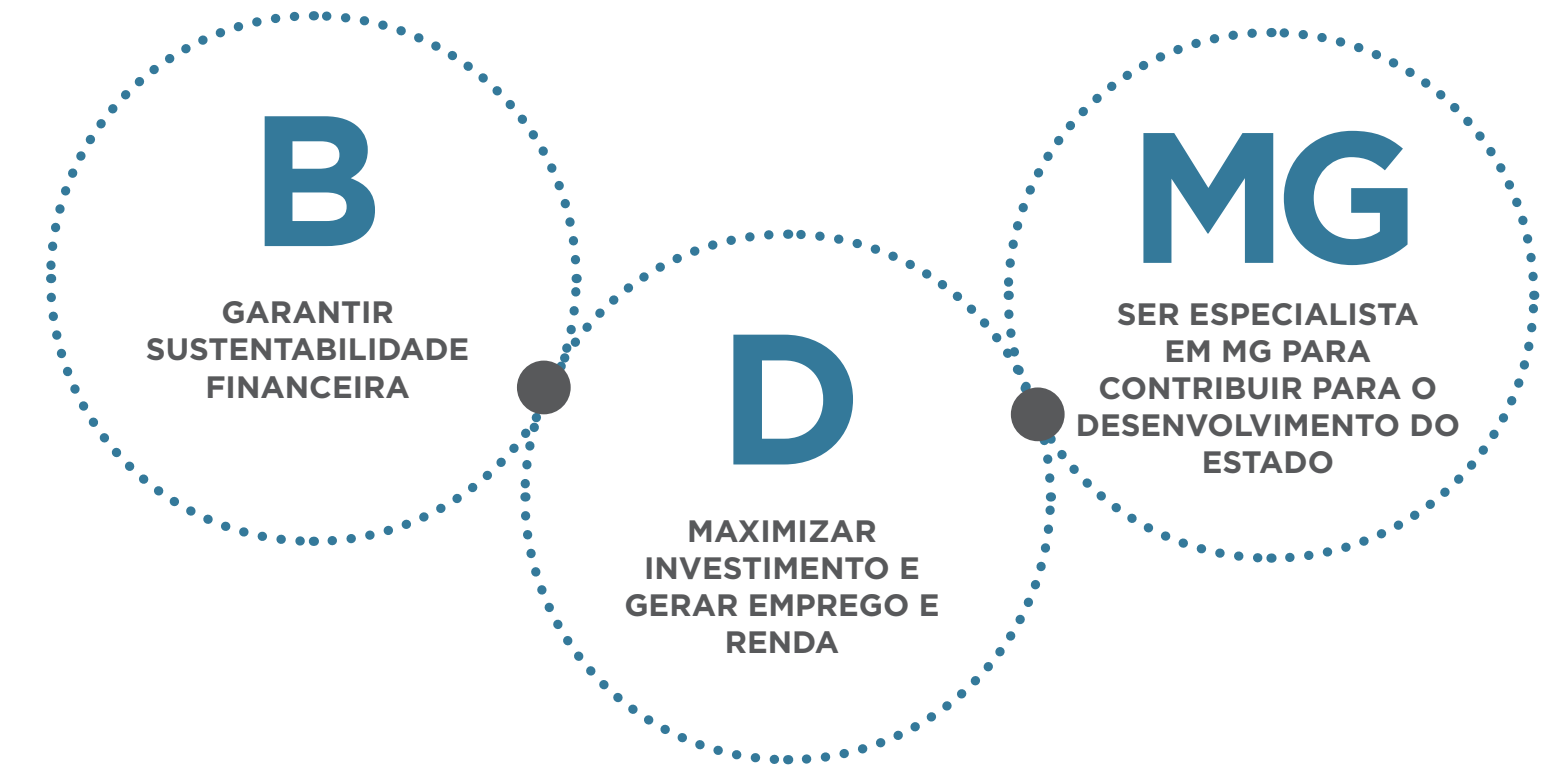 B
GARANTIR
SUSTENTABILIDADE
FINANCEIRA
D
MAXIMIZAR
INVESTIMENTO E
GERAR EMPREGO E
RENDA
MG
SER ESPECIALISTA
EM MG PARA
CONTRIBUIR PARA O
DESENVOLVIMENTO DO
ESTADO